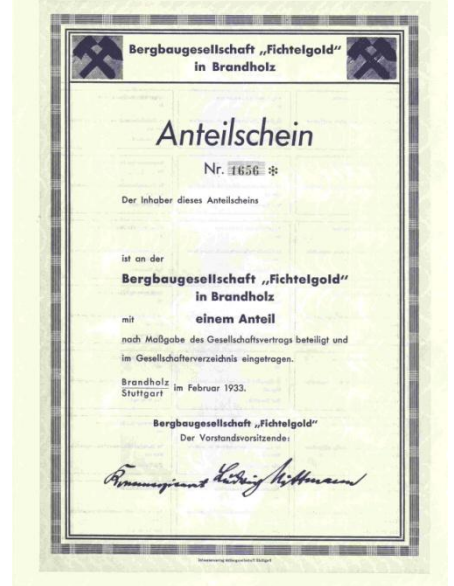 Bergbaugesellschaft „Fichtelgold“
in Brandholz
Anteilschein
Nr. 1656 ✻
Der Inhaber dieses Anteilscheins
ist an der
Bergbaugesellschaft „Fichtelgold“
in Brandholz
mit einem Anteil
nach Maßgabe des Gesellschaftsvertrags beteiligt und
im Gesellschafterverzeichnis eingetragen.
Brandholz
Stuttgart im Februar 1933.
Bergbaugesellschaft „Fichtelgold“
Der Vorstandsvorsitzende:
Kommerzienrat Ludwig Mittmann